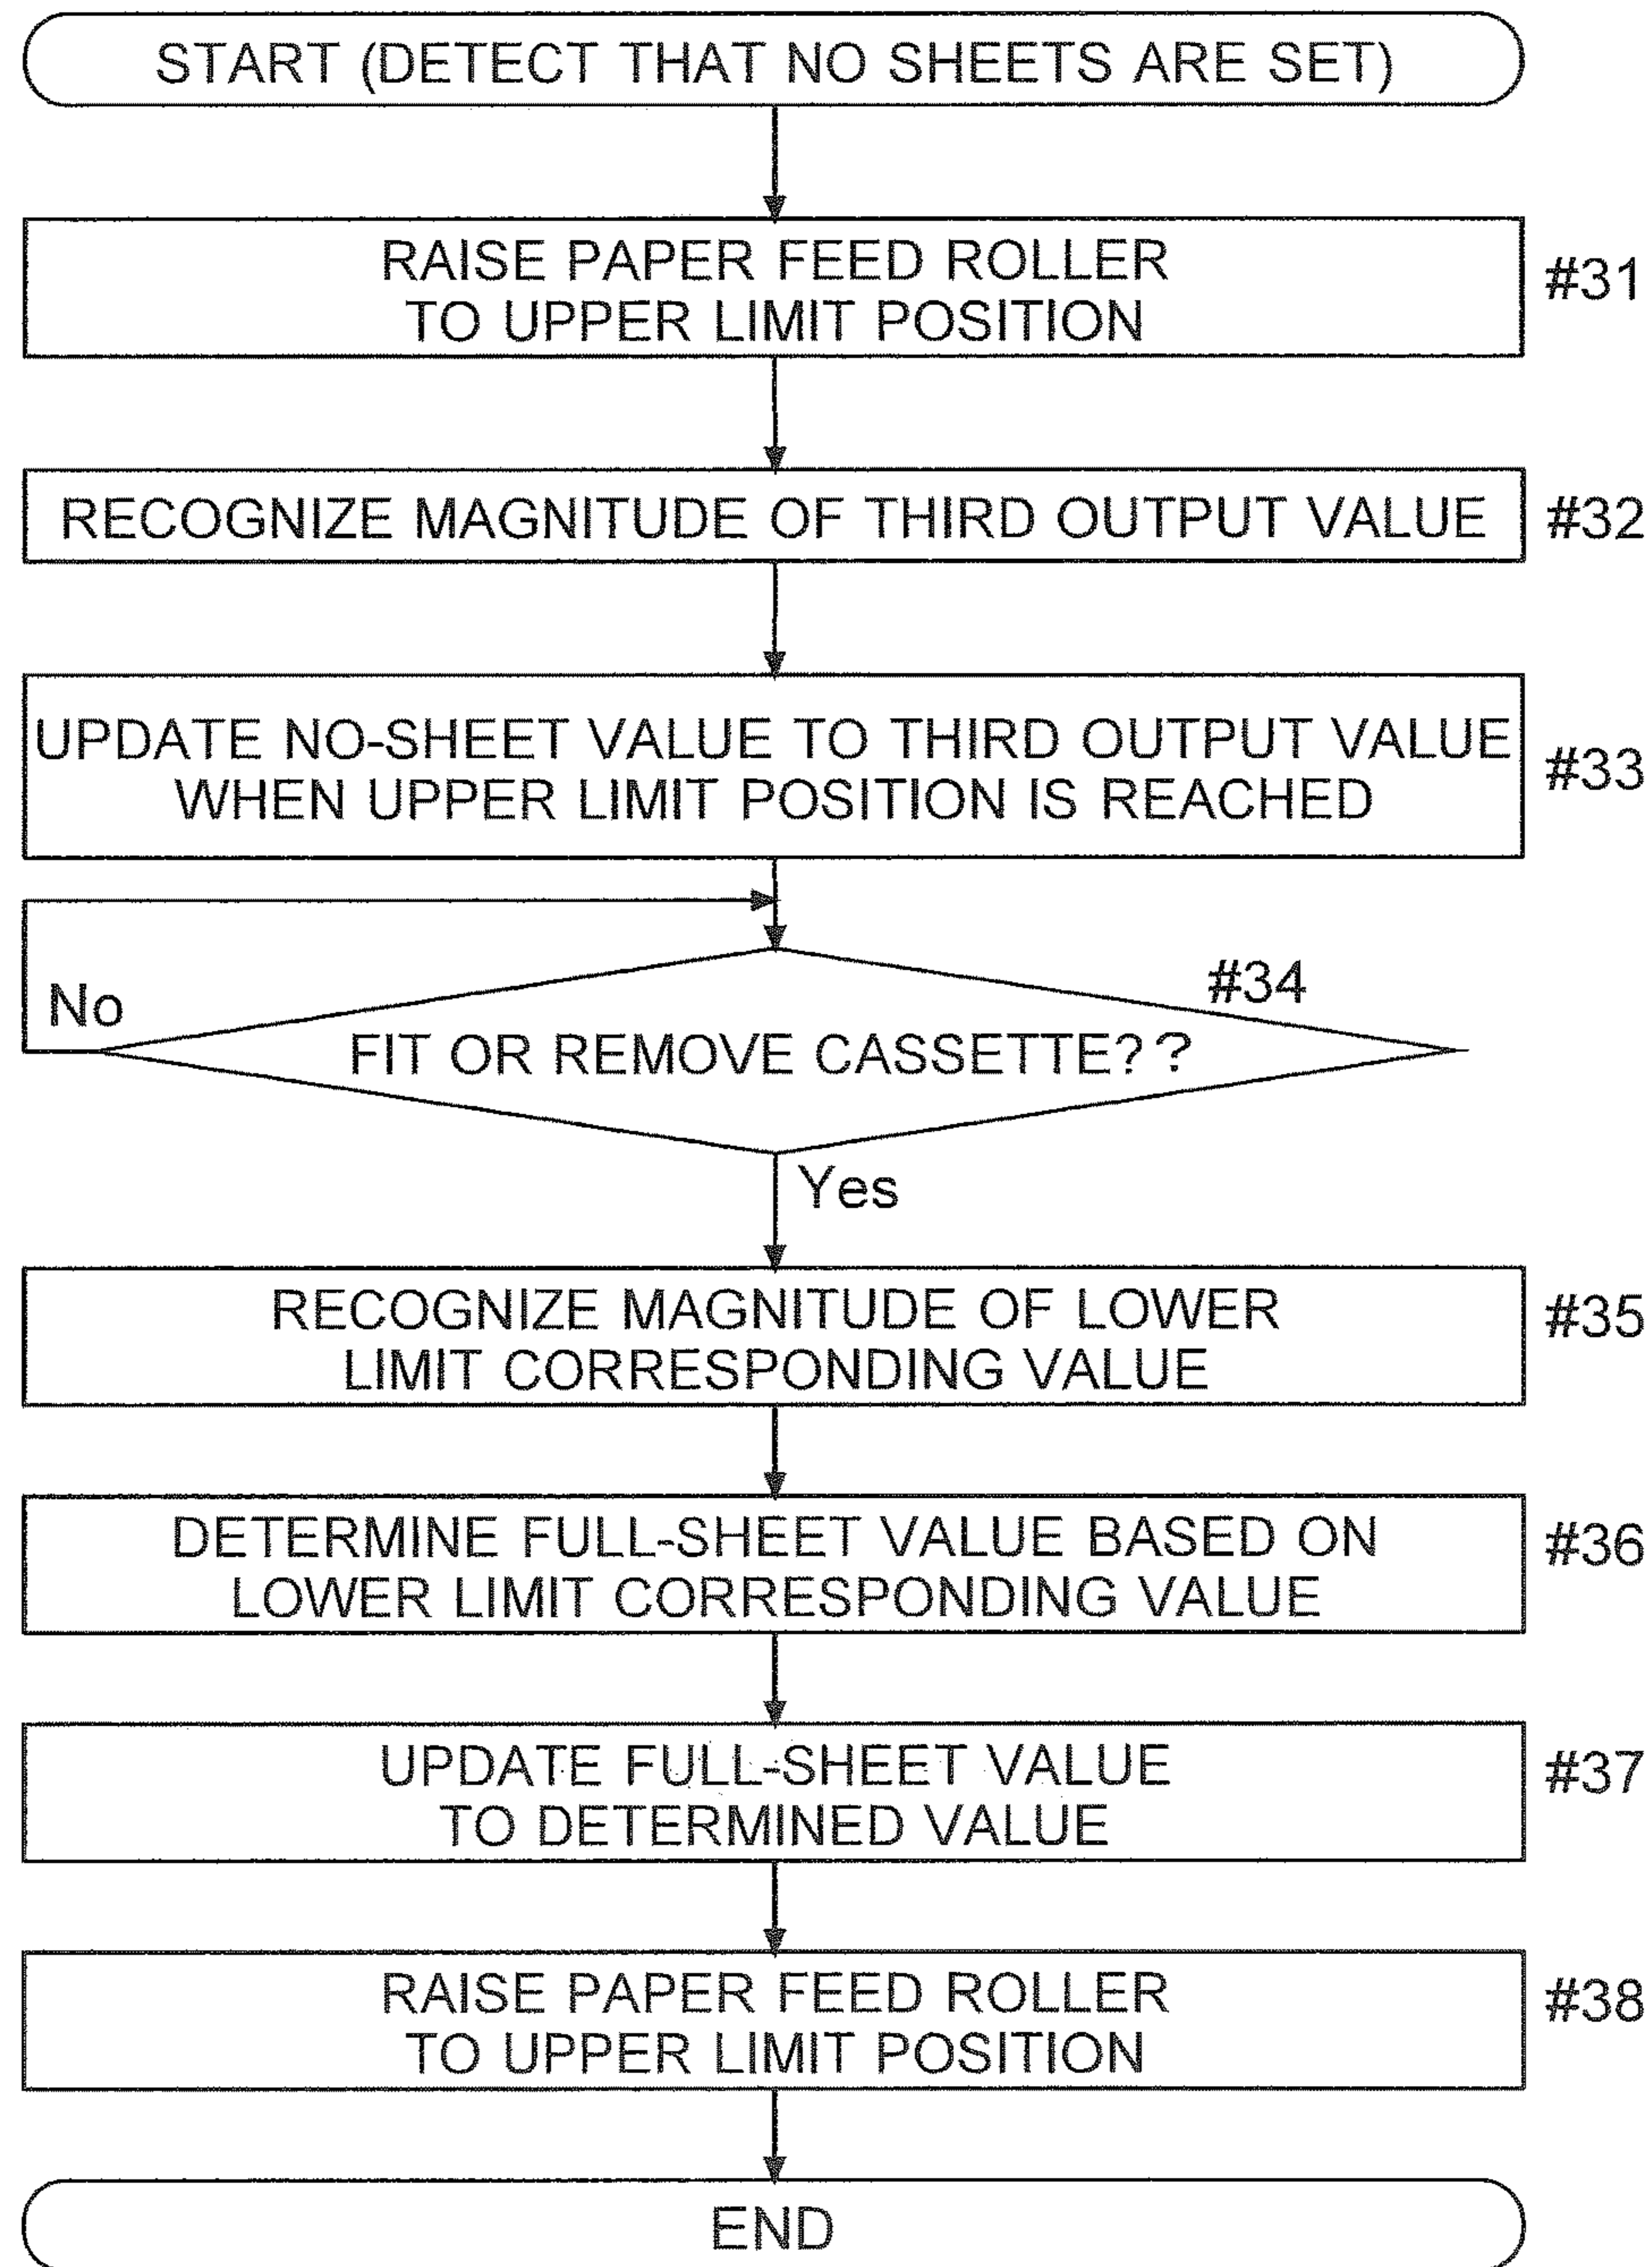 START (DETECT THAT NO SHEETS ARE SET)
RAISE PAPER FEED ROLLER
TO UPPER LIMIT POSITION
#31
RECOGNIZE MAGNITUDE OF THIRD OUTPUT VALUE
#32
UPDATE NO-SHEET VALUE TO THIRD OUTPUT VALUE
WHEN UPPER LIMIT POSITION IS REACHED
#33
#34
No
FIT OR REMOVE CASSETTE??
Yes
RECOGNIZE MAGNITUDE OF LOWER
LIMIT CORRESPONDING VALUE
#35
DETERMINE FULL-SHEET VALUE BASED ON
LOWER LIMIT CORRESPONDING VALUE
#36
UPDATE FULL-SHEET VALUE
TO DETERMINED VALUE
#37
RAISE PAPER FEED ROLLER
TO UPPER LIMIT POSITION
#38
END